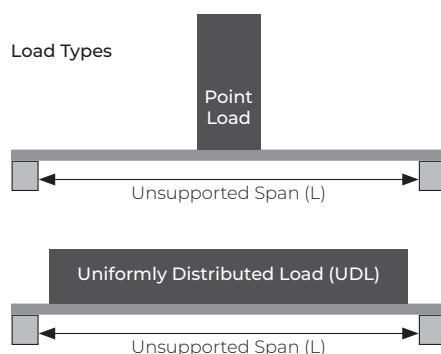 Load Types
Point
Load
Unsupported Span (L)
Uniformly Distributed Load (UDL)
Unsupported Span (L)